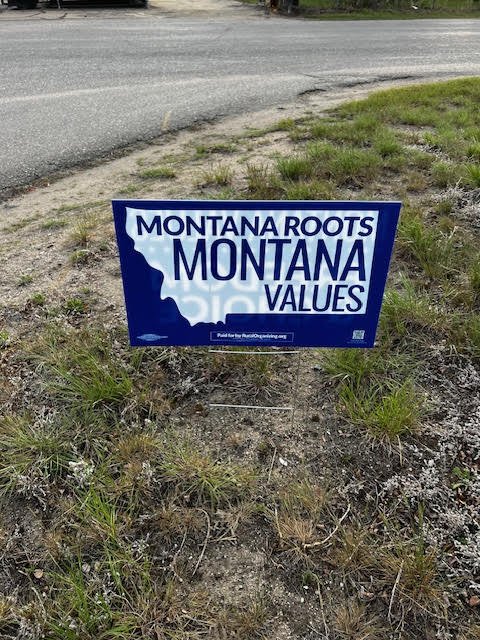 MONTANA ROOTS
MONTANA
VALUES
Paid for by RuralOrganizing.org